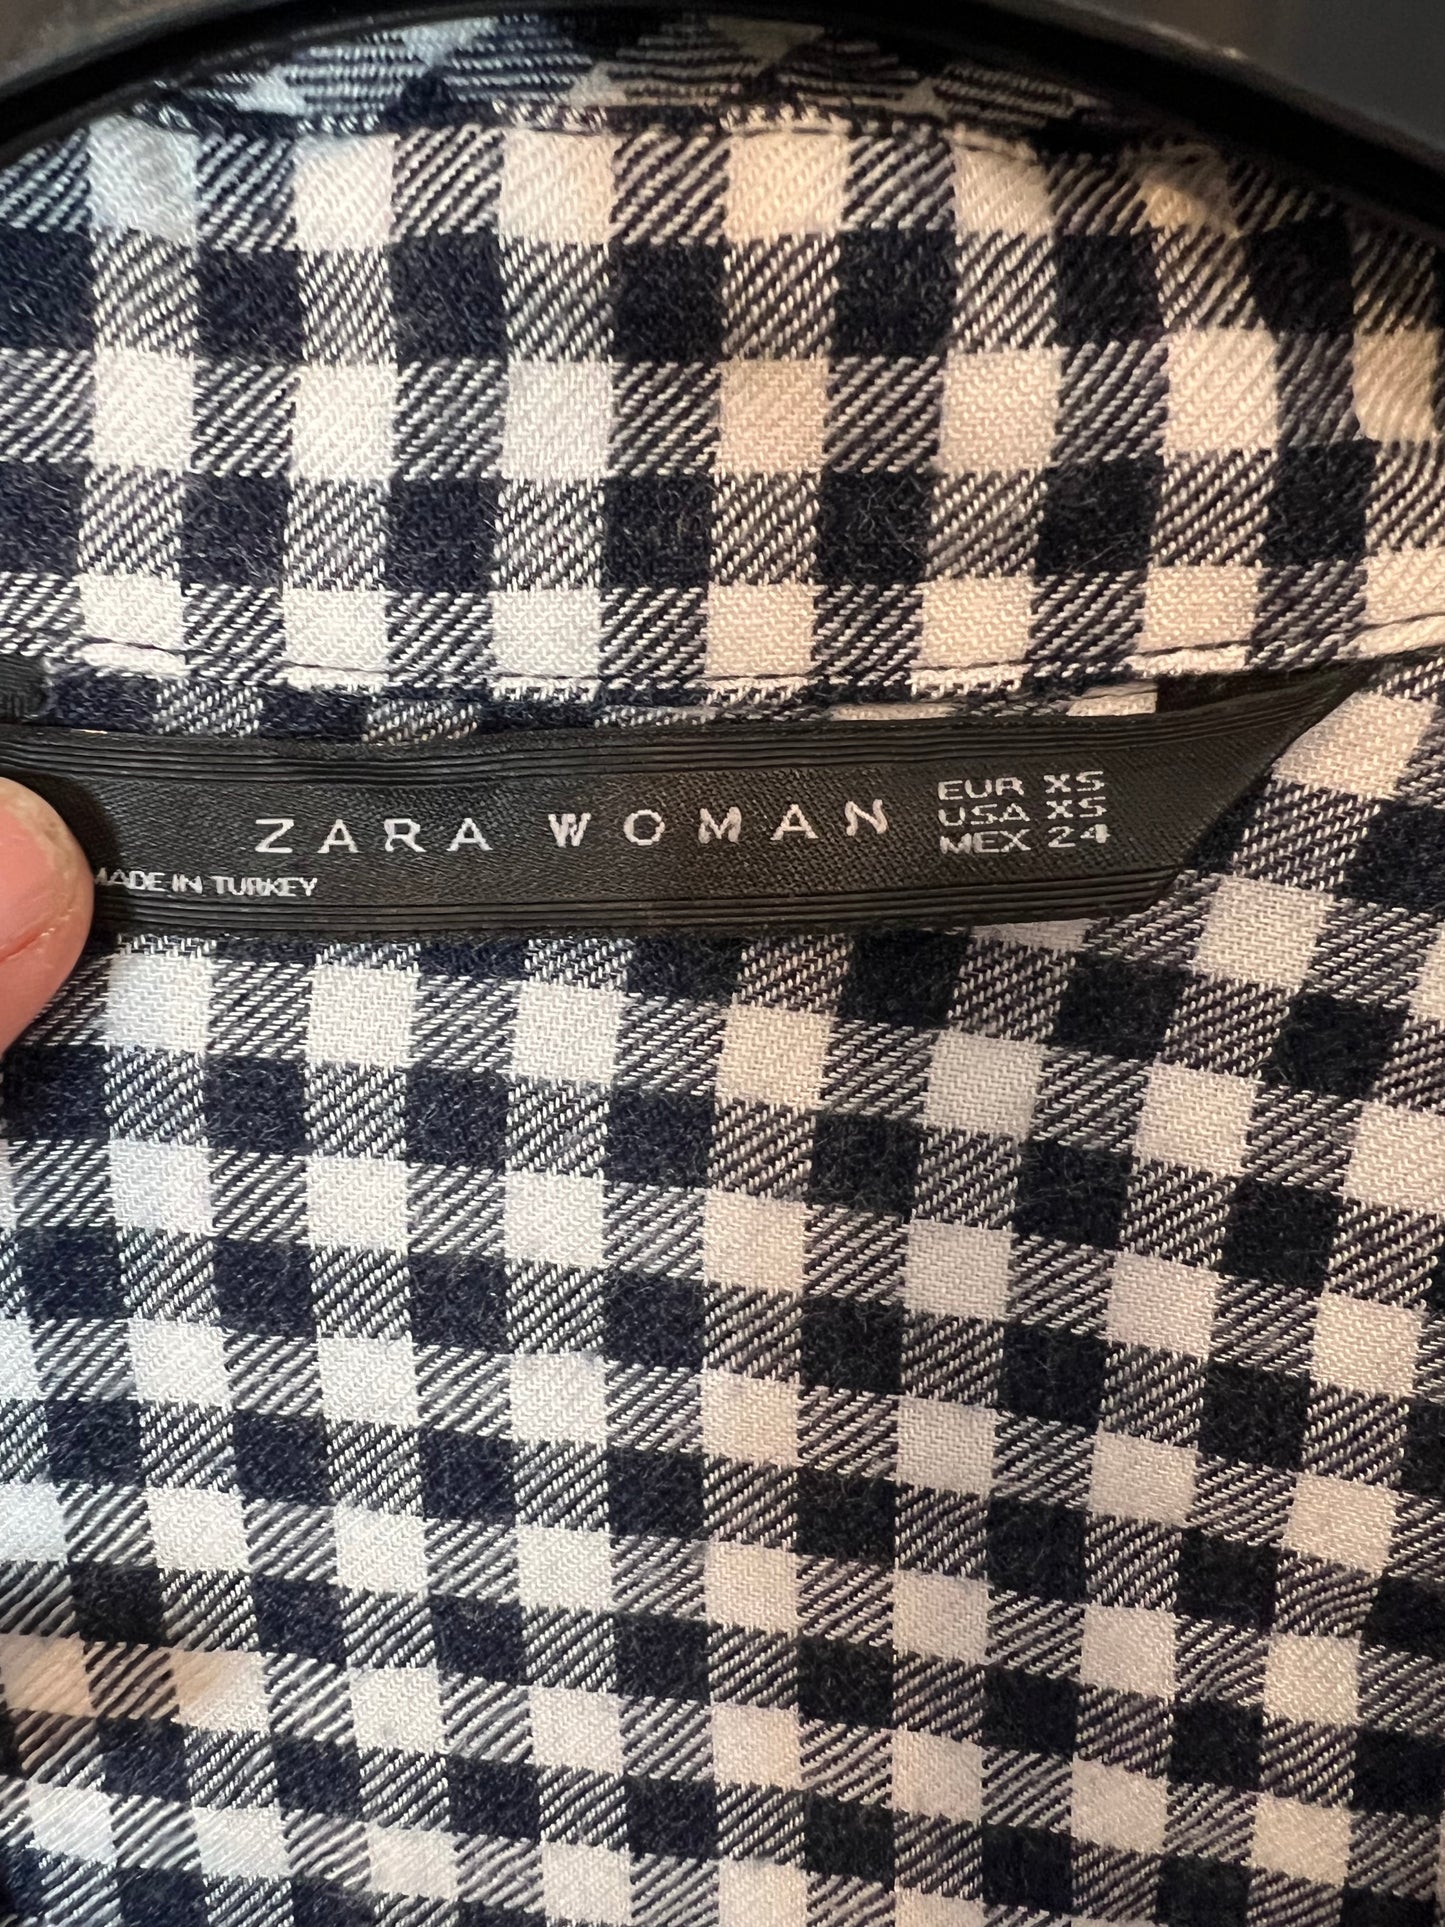 ZARA WOMAN
EUR XS
USA XS
MEX 24
MADE IN TURKEY